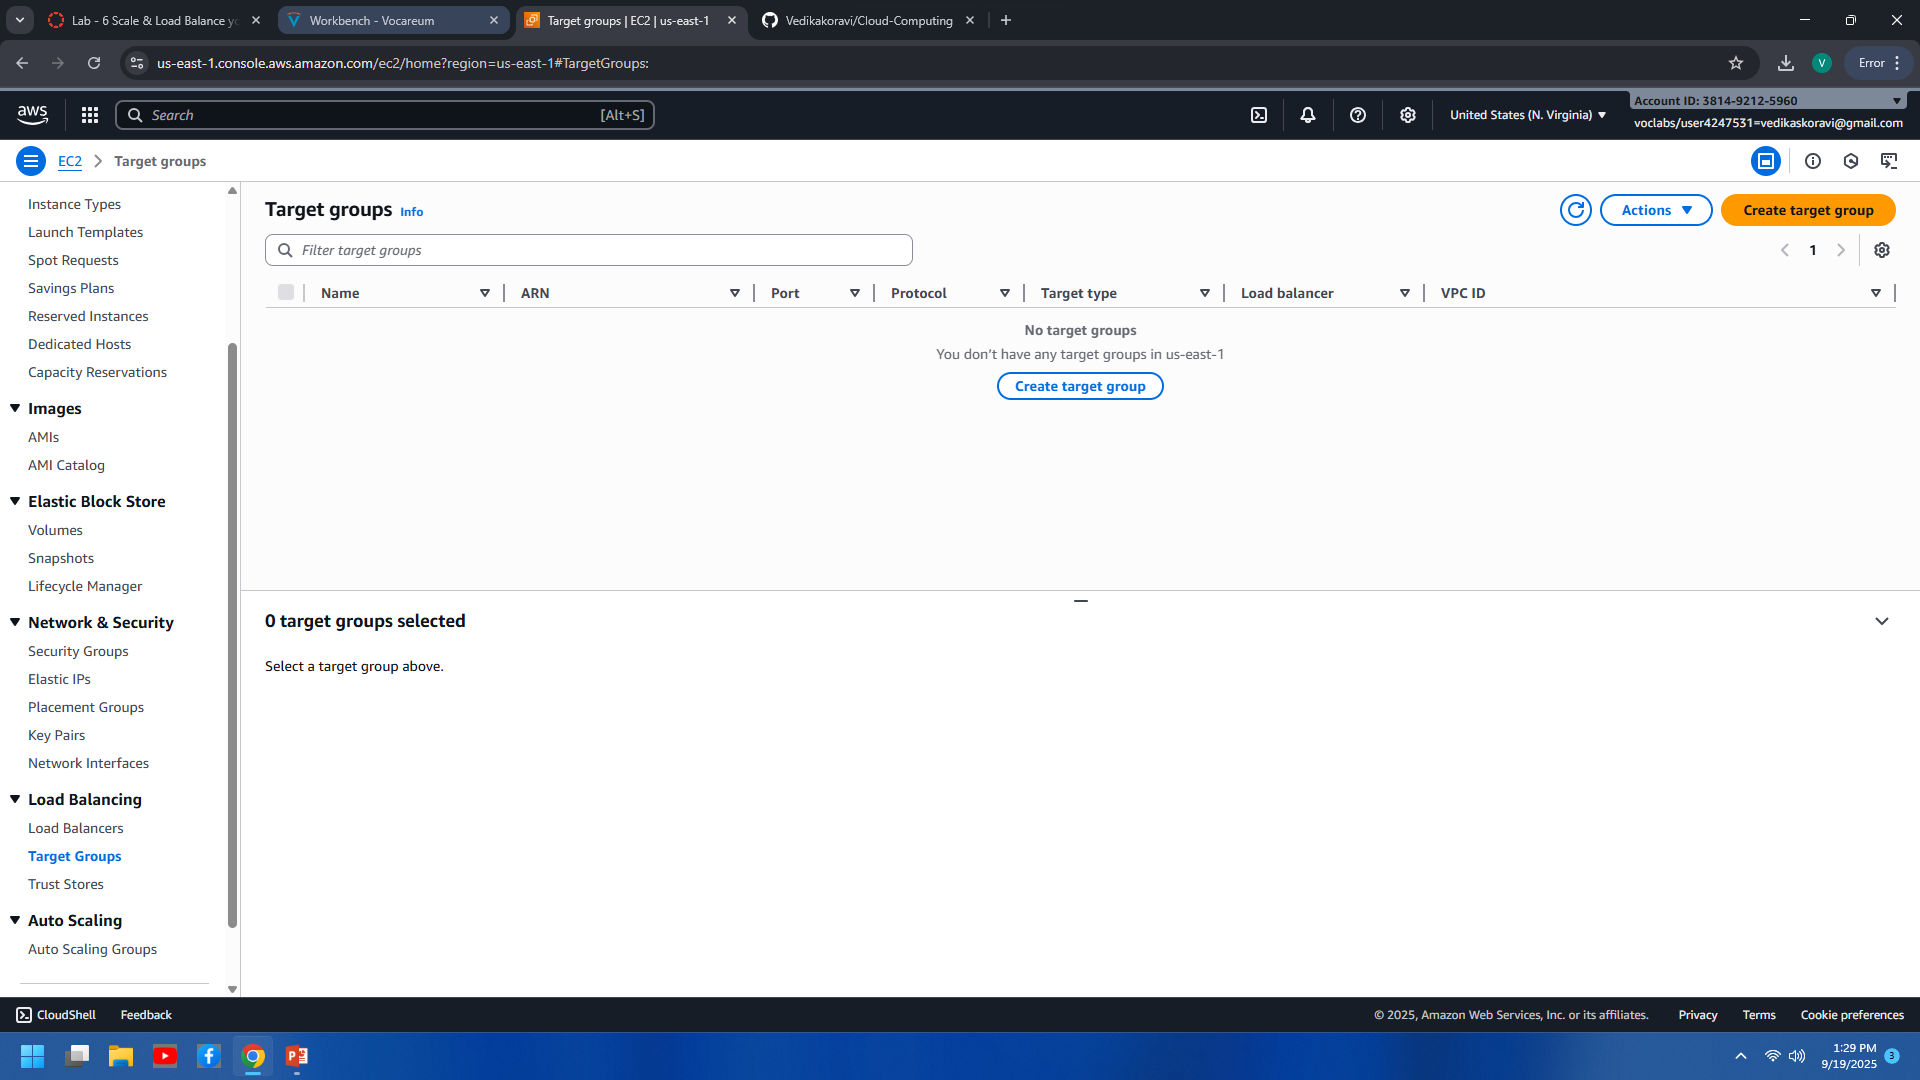 Lab - 6 Scale & Load Balance yo
Workbench - Vocareum
Target groups | EC2 | us-east-1
Vedikakoravi/Cloud-Computing
us-east-1.console.aws.amazon.com/ec2/home?region=us-east-1#TargetGroups:
V
Error
aws
Search
[Alt+S]
United States (N. Virginia)
Account ID: 3814-9212-5960
voclabs/user4247531=vedikaskoravi@gmail.com
EC2
Target groups
Instance Types
Launch Templates
Spot Requests
Savings Plans
Reserved Instances
Dedicated Hosts
Capacity Reservations
Images
AMIs
AMI Catalog
Elastic Block Store
Volumes
Snapshots
Lifecycle Manager
Network & Security
Security Groups
Elastic IPs
Placement Groups
Key Pairs
Network Interfaces
Load Balancing
Load Balancers
Target Groups
Trust Stores
Auto Scaling
Auto Scaling Groups
Target groups Info
Actions
Create target group
Filter target groups
1
Name ARN Port Protocol Target type Load balancer VPC ID
No target groups
You don't have any target groups in us-east-1
Create target group
0 target groups selected
Select a target group above.
CloudShell Feedback
© 2025, Amazon Web Services, Inc. or its affiliates. Privacy Terms Cookie preferences
1:29 PM
9/19/2025
3